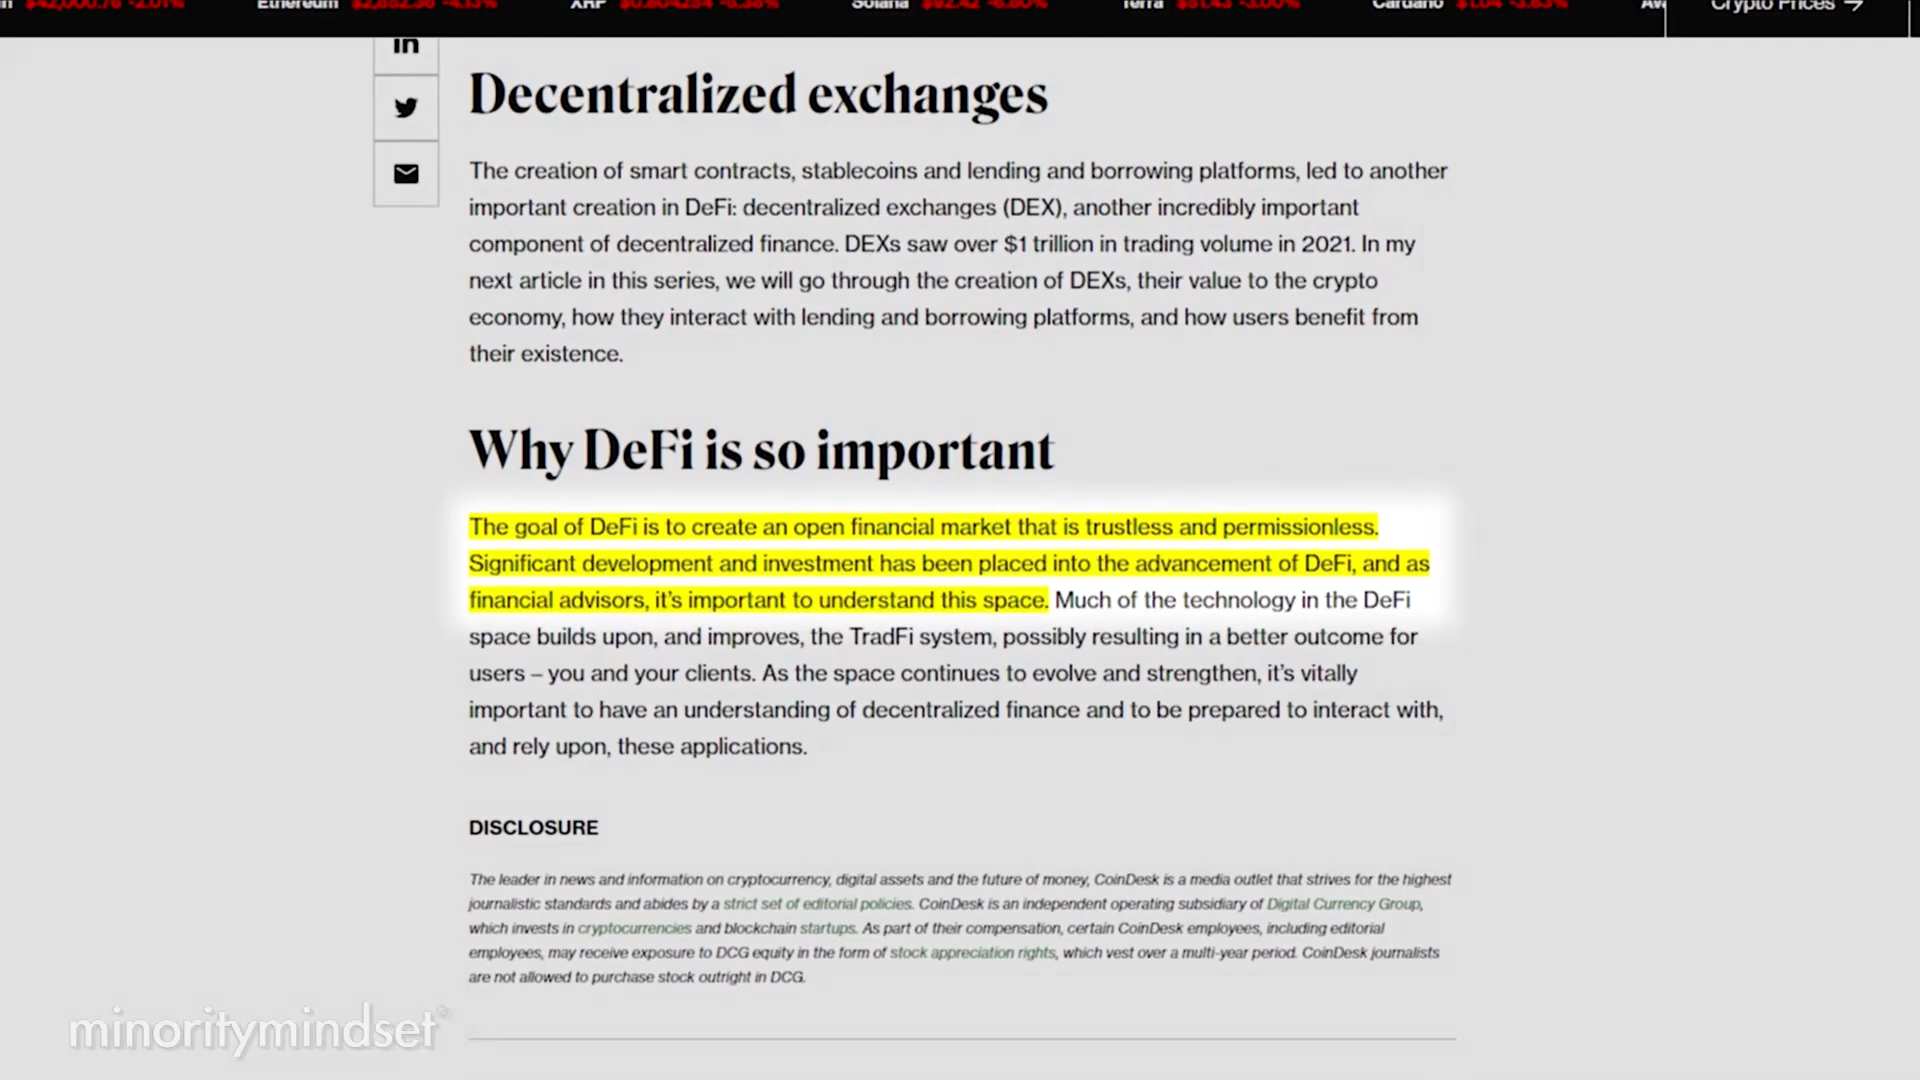 $42,000.78 -2.07% Ethereum $2,852.38 -4.13% XRP $0.804254 -5.38% Solana $92.42 -6.80% Terra $51.43 -3.00% Cardano $1.04 -3.83% Crypto Prices →
in
Decentralized exchanges
The creation of smart contracts, stablecoins and lending and borrowing platforms, led to another
important creation in DeFi: decentralized exchanges (DEX), another incredibly important
component of decentralized finance. DEXs saw over $1 trillion in trading volume in 2021. In my
next article in this series, we will go through the creation of DEXs, their value to the crypto
economy, how they interact with lending and borrowing platforms, and how users benefit from
their existence.
Why DeFi is so important
The goal of DeFi is to create an open financial market that is trustless and permissionless.
Significant development and investment has been placed into the advancement of DeFi, and as
financial advisors, it's important to understand this space. Much of the technology in the DeFi
space builds upon, and improves, the TradFi system, possibly resulting in a better outcome for
users – you and your clients. As the space continues to evolve and strengthen, it's vitally
important to have an understanding of decentralized finance and to be prepared to interact with,
and rely upon, these applications.
DISCLOSURE
The leader in news and information on cryptocurrency, digital assets and the future of money, CoinDesk is a media outlet that strives for the highest
journalistic standards and abides by a strict set of editorial policies. CoinDesk is an independent operating subsidiary of Digital Currency Group,
which invests in cryptocurrencies and blockchain startups. As part of their compensation, certain CoinDesk employees, including editorial
employees, may receive exposure to DCG equity in the form of stock appreciation rights, which vest over a multi-year period. CoinDesk journalists
are not allowed to purchase stock outright in DCG.
minoritymindset®